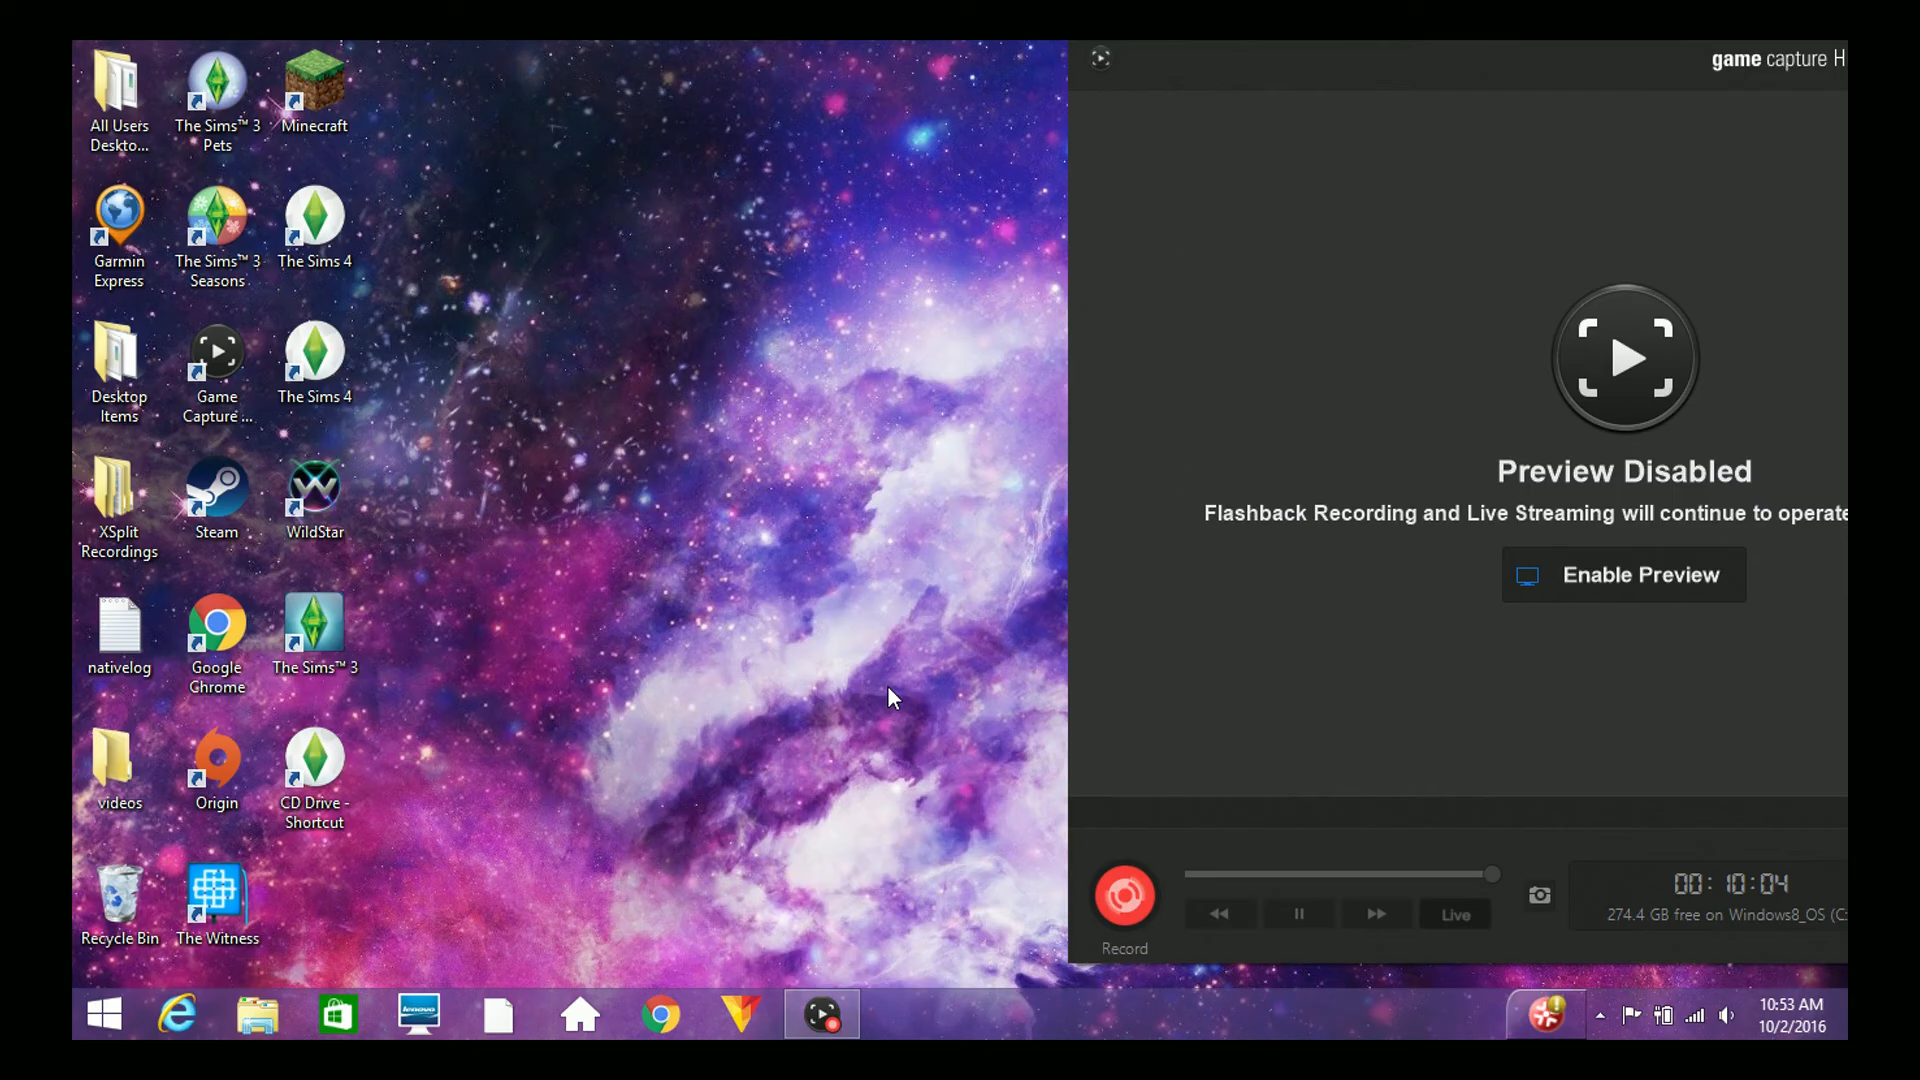 All Users
Deskto...
The Sims™ 3
Pets
Minecraft
Garmin
Express
The Sims™ 3
Seasons
The Sims 4
Desktop
Items
Game
Capture ...
The Sims 4
XSplit
Recordings
Steam
WildStar
nativelog
Google
Chrome
The Sims™ 3
videos
Origin
CD Drive -
Shortcut
Recycle Bin
The Witness
game capture H
Preview Disabled
Flashback Recording and Live Streaming will continue to operate
Enable Preview
Record
Live
00:10:04
274.4 GB free on Windows8_OS (C:
lenovo
10:53 AM
10/2/2016